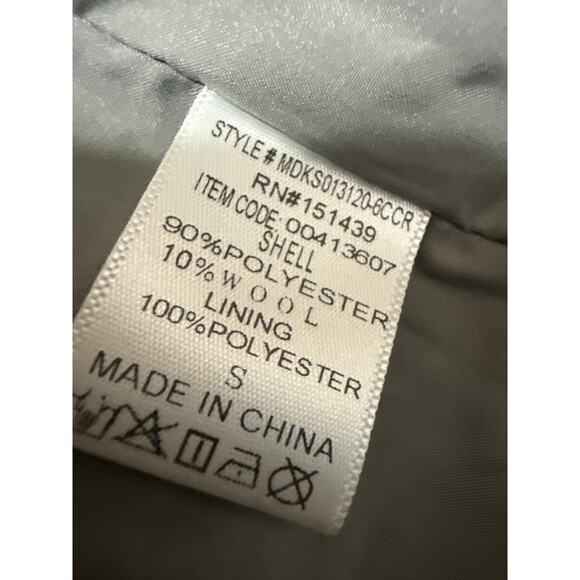 STYLE # MDKS013120-6CCR
RN#151439
ITEM CODE: 00413607
SHELL
90%POLYESTER
10%WOOL
LINING
100%POLYESTER
S
MADE IN CHINA